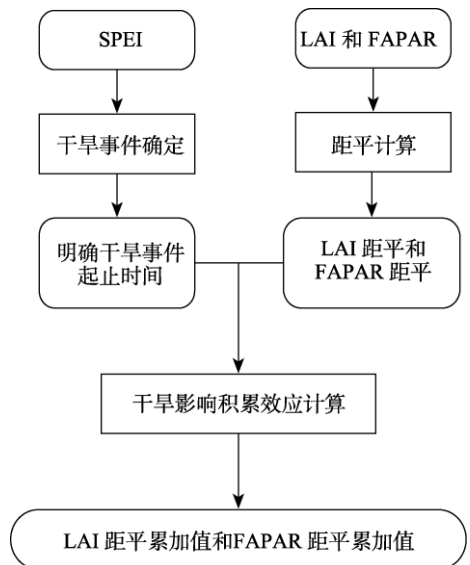 SPEI
LAI 和 FAPAR
干旱事件确定
距平计算
明确干旱事件
起止时间
LAI 距平和
FAPAR 距平
干旱影响积累效应计算
LAI 距平累加值和FAPAR 距平累加值